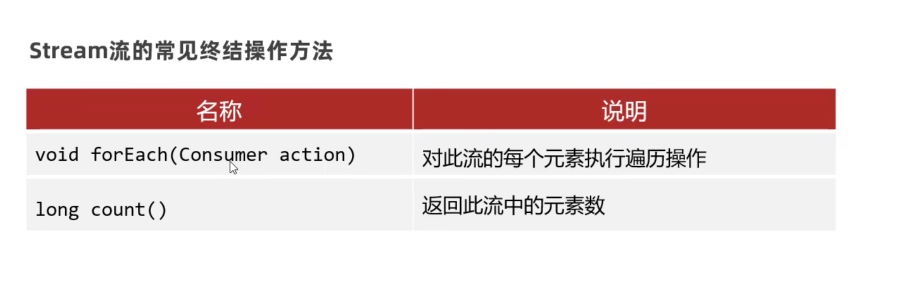 Stream流的常见终结操作方法
名称 说明
void forEach(Consumer action) 对此流的每个元素执行遍历操作
long count() 返回此流中的元素数